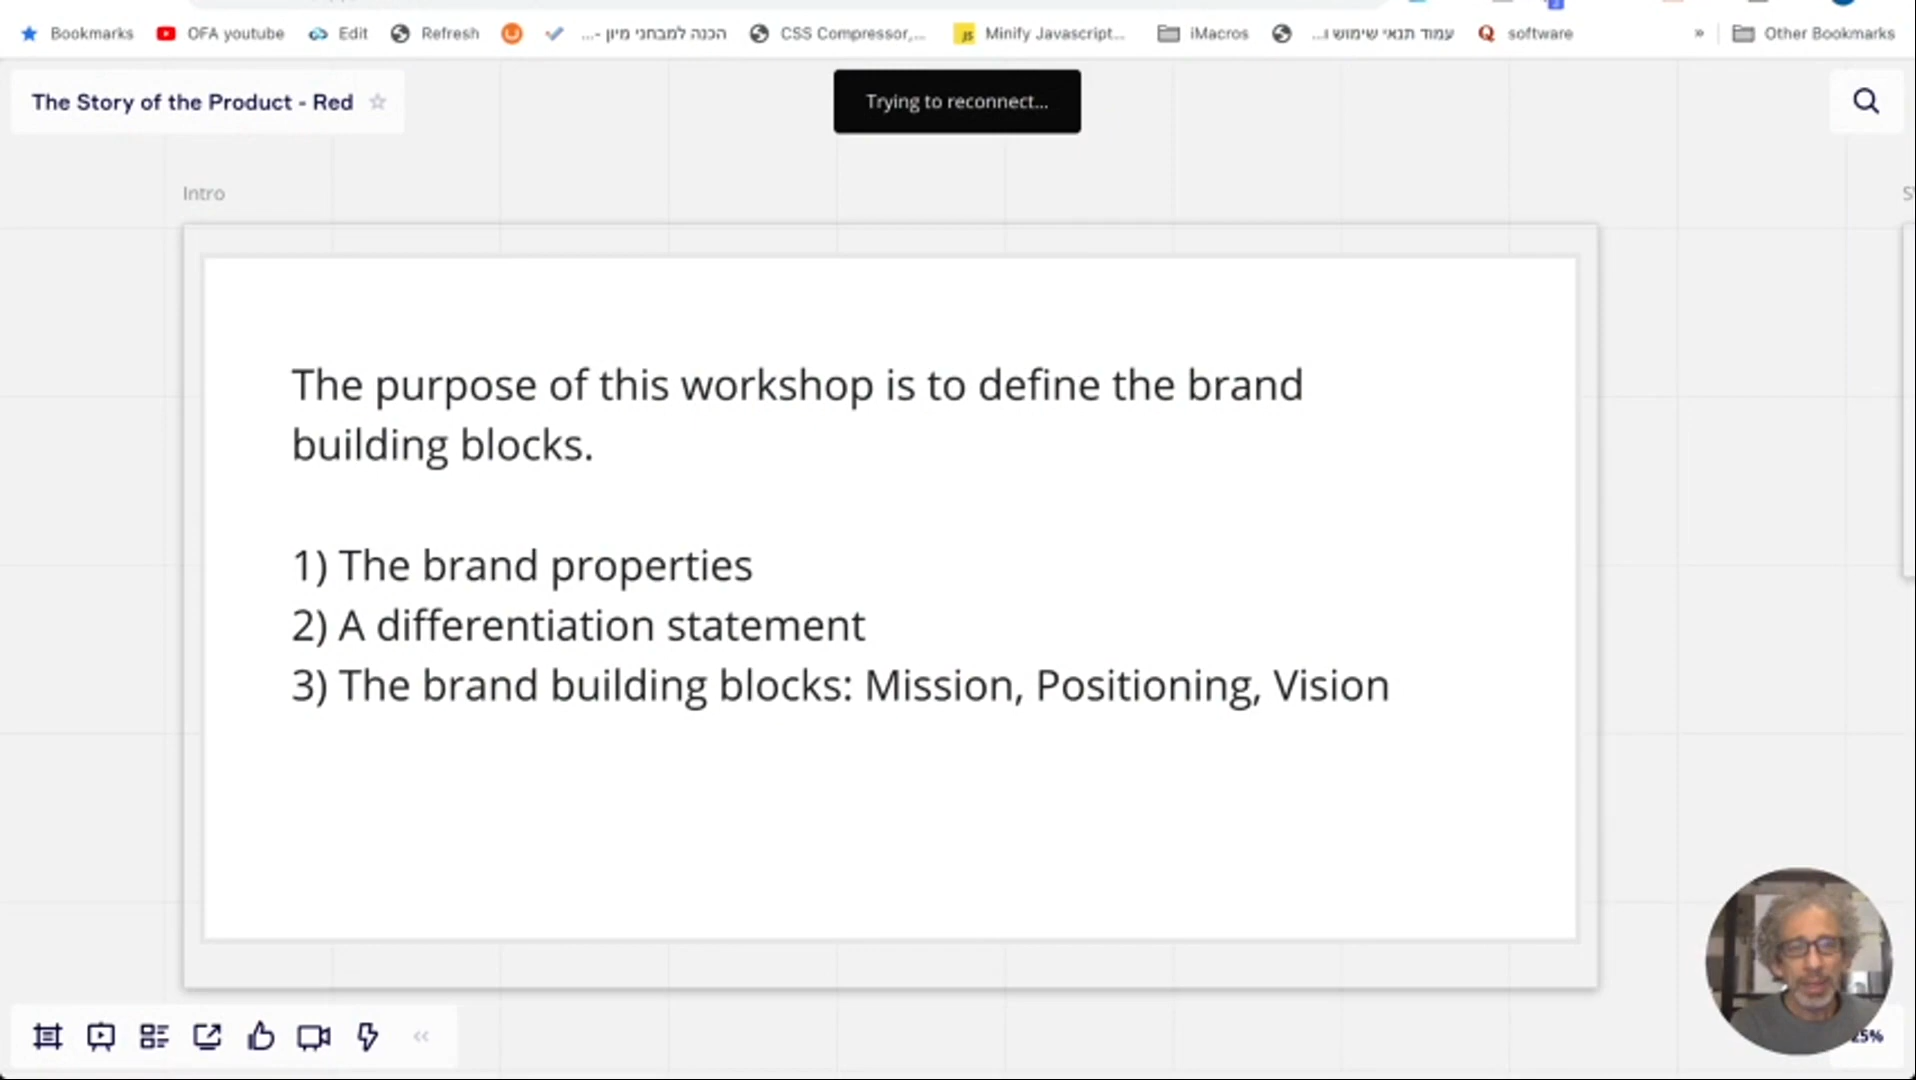 Bookmarks OFA youtube Edit Refresh הכנה למבחני מיון -... CSS Compressor,... Minify Javascript... iMacros עמוד תנאי שימוש ו... software » Other Bookmarks
The Story of the Product - Red
Trying to reconnect...
Intro
The purpose of this workshop is to define the brand
building blocks.
1) The brand properties
2) A differentiation statement
3) The brand building blocks: Mission, Positioning, Vision